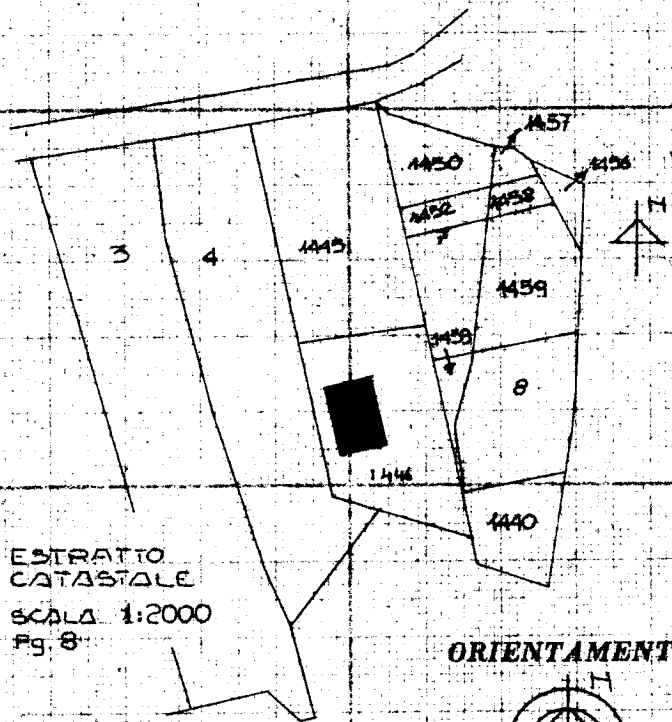 1457
1450
1456
1452
1458
N
3
4
1445
7
1459
1453
8
1446
1440
ESTRATTO
CATASTALE
SCALA 1:2000
Fg. 8
ORIENTAMENT
N